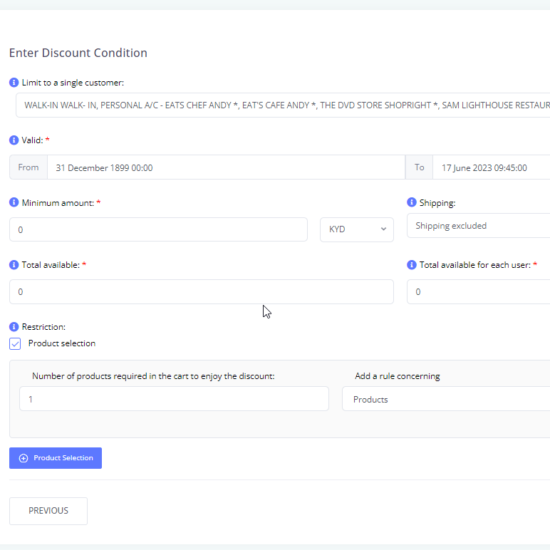 Enter Discount Condition
Limit to a single customer:
WALK-IN WALK- IN, PERSONAL A/C - EATS CHEF ANDY *, EAT'S CAFE ANDY *, THE DVD STORE SHOPRIGHT *, SAM LIGHTHOUSE RESTAUR
Valid: *
From 31 December 1899 00:00 To 17 June 2023 09:45:00
Minimum amount: * Shipping:
0 KYD Shipping excluded
Total available: * Total available for each user: *
0 0
Restriction:
Product selection
Number of products required in the cart to enjoy the discount: Add a rule concerning
1 Products
Product Selection
PREVIOUS